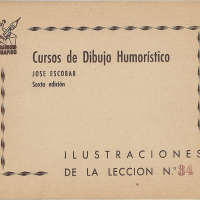 Cursos de Dibujo Humorístico
JOSE ESCOBAR
Sexta edición
ILUSTRACIONES
DE LA LECCION N.º 34